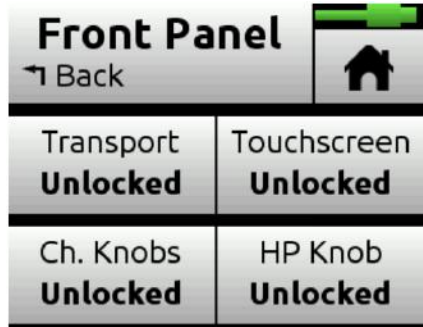 Front Panel
Back
Transport
Unlocked
Touchscreen
Unlocked
Ch. Knobs
Unlocked
HP Knob
Unlocked